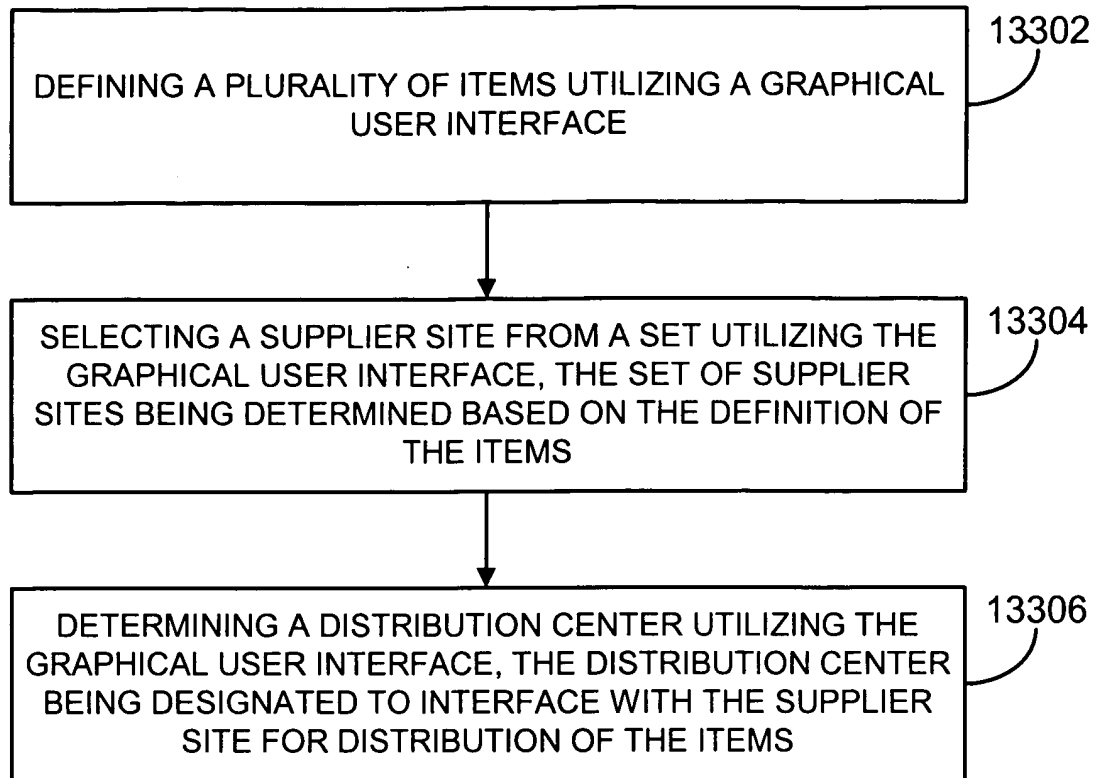 13302
DEFINING A PLURALITY OF ITEMS UTILIZING A GRAPHICAL
USER INTERFACE
13304
SELECTING A SUPPLIER SITE FROM A SET UTILIZING THE
GRAPHICAL USER INTERFACE, THE SET OF SUPPLIER
SITES BEING DETERMINED BASED ON THE DEFINITION OF
THE ITEMS
13306
DETERMINING A DISTRIBUTION CENTER UTILIZING THE
GRAPHICAL USER INTERFACE, THE DISTRIBUTION CENTER
BEING DESIGNATED TO INTERFACE WITH THE SUPPLIER
SITE FOR DISTRIBUTION OF THE ITEMS